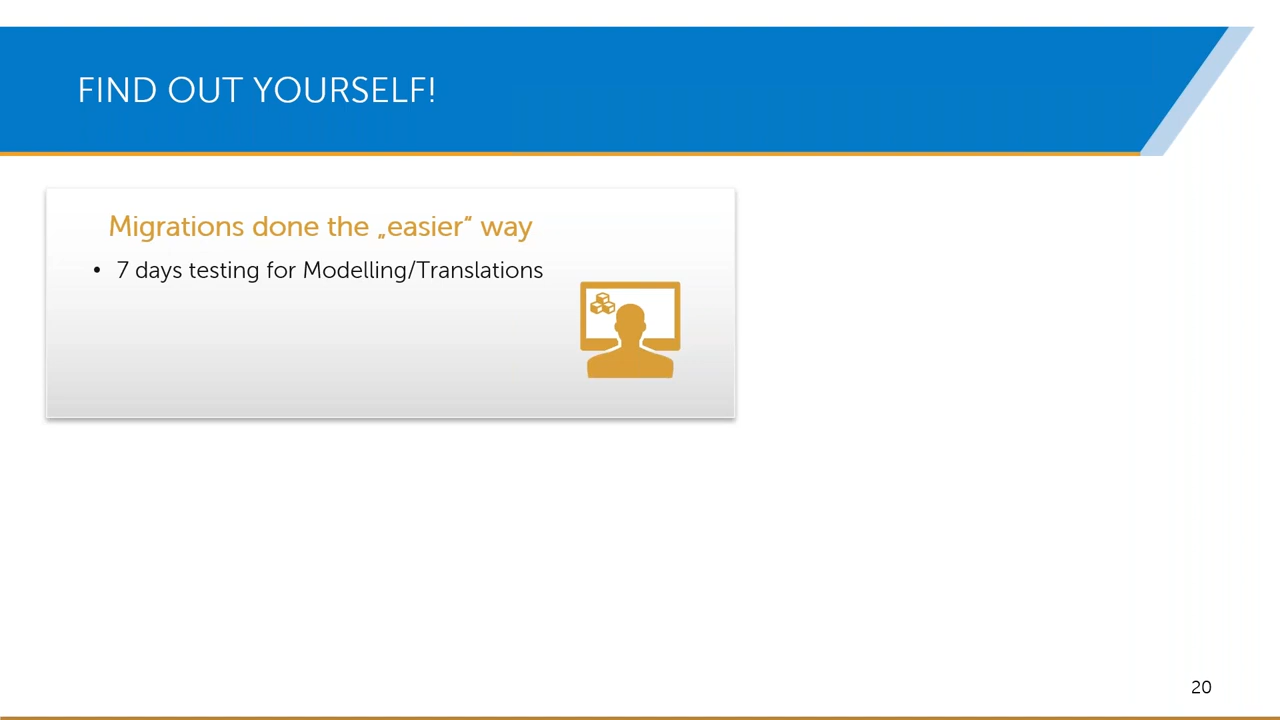 FIND OUT YOURSELF!
Migrations done the „easier“ way
• 7 days testing for Modelling/Translations
20